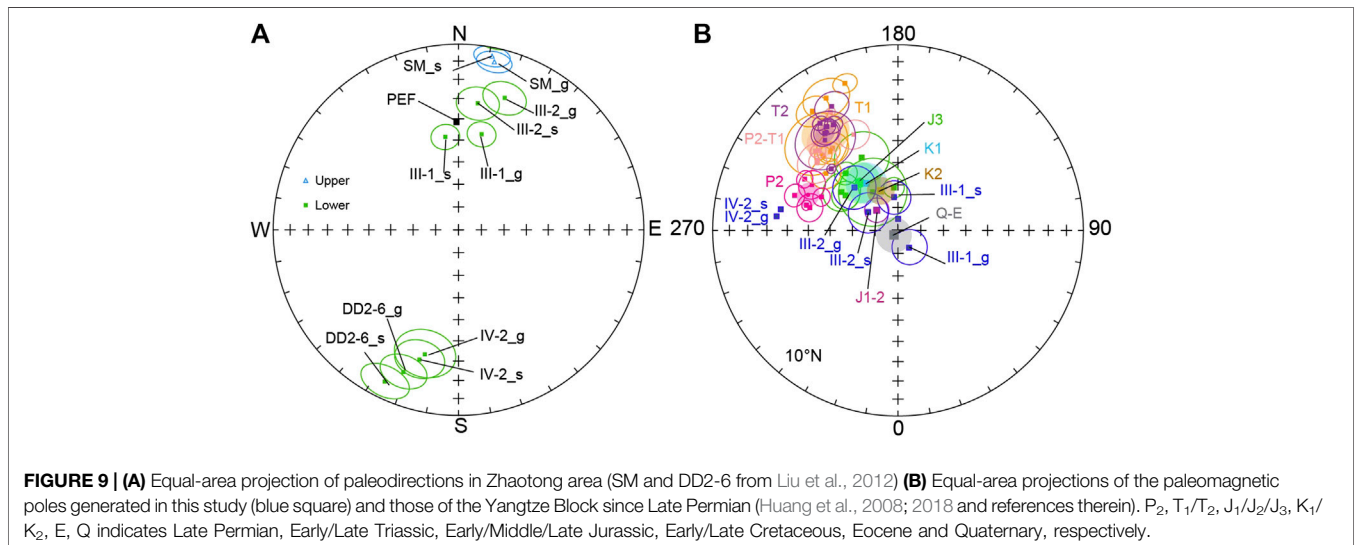 A
B
N
180
SM_s
SM_g
PEF
III-2_g
III-2_s
III-1_s
III-1_g
Upper
Lower
W
E
270
90
DD2-6_g
DD2-6_s
IV-2_g
IV-2_s
S
T2
T1
P2-T1
J3
K1
K2
P2
III-1_s
IV-2_s
IV-2_g
Q-E
III-2_g
III-2_s
III-1_g
J1-2
10°N
0
FIGURE 9 | (A) Equal-area projection of paleodirections in Zhaotong area (SM and DD2-6 from Liu et al., 2012) (B) Equal-area projections of the paleomagnetic
poles generated in this study (blue square) and those of the Yangtze Block since Late Permian (Huang et al., 2008; 2018 and references therein). P₂, T₁/T₂, J₁/J₂/J₃, K₁/
K₂, E, Q indicates Late Permian, Early/Late Triassic, Early/Middle/Late Jurassic, Early/Late Cretaceous, Eocene and Quaternary, respectively.